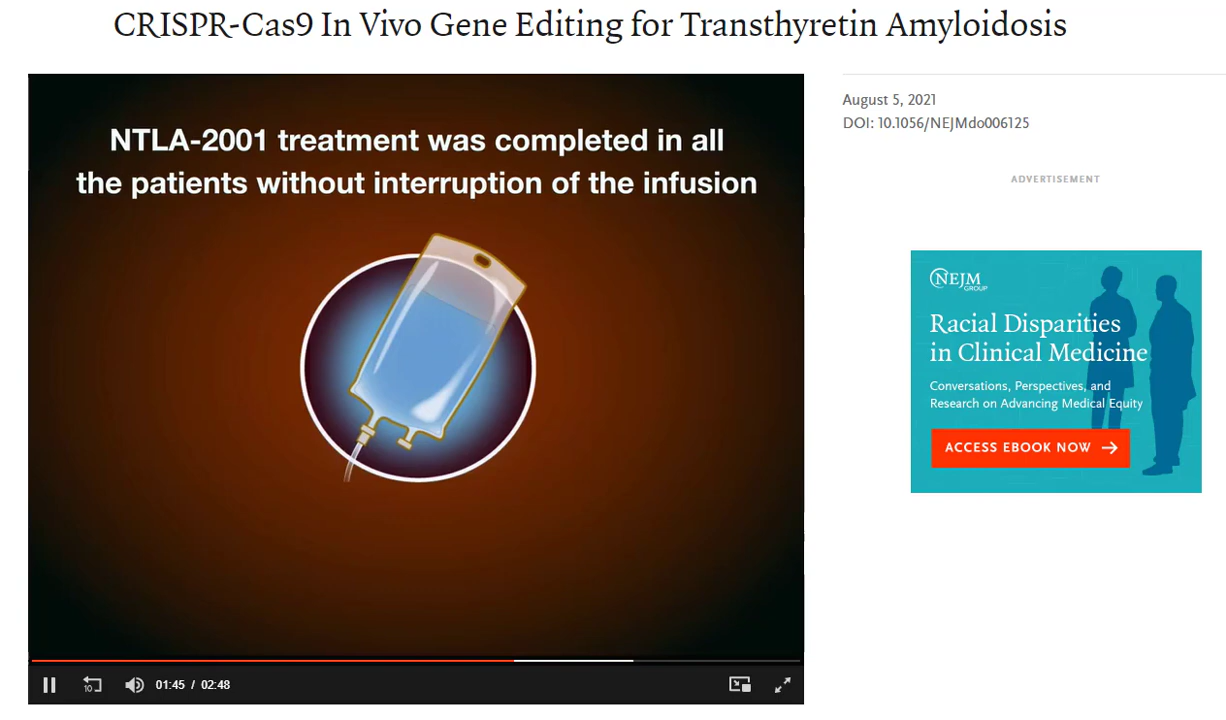 CRISPR-Cas9 In Vivo Gene Editing for Transthyretin Amyloidosis
NTLA-2001 treatment was completed in all
the patients without interruption of the infusion
10
01:45 / 02:48
August 5, 2021
DOI: 10.1056/NEJMdo006125
ADVERTISEMENT
NEJM
GROUP
Racial Disparities
in Clinical Medicine
Conversations, Perspectives, and
Research on Advancing Medical Equity
ACCESS EBOOK NOW →